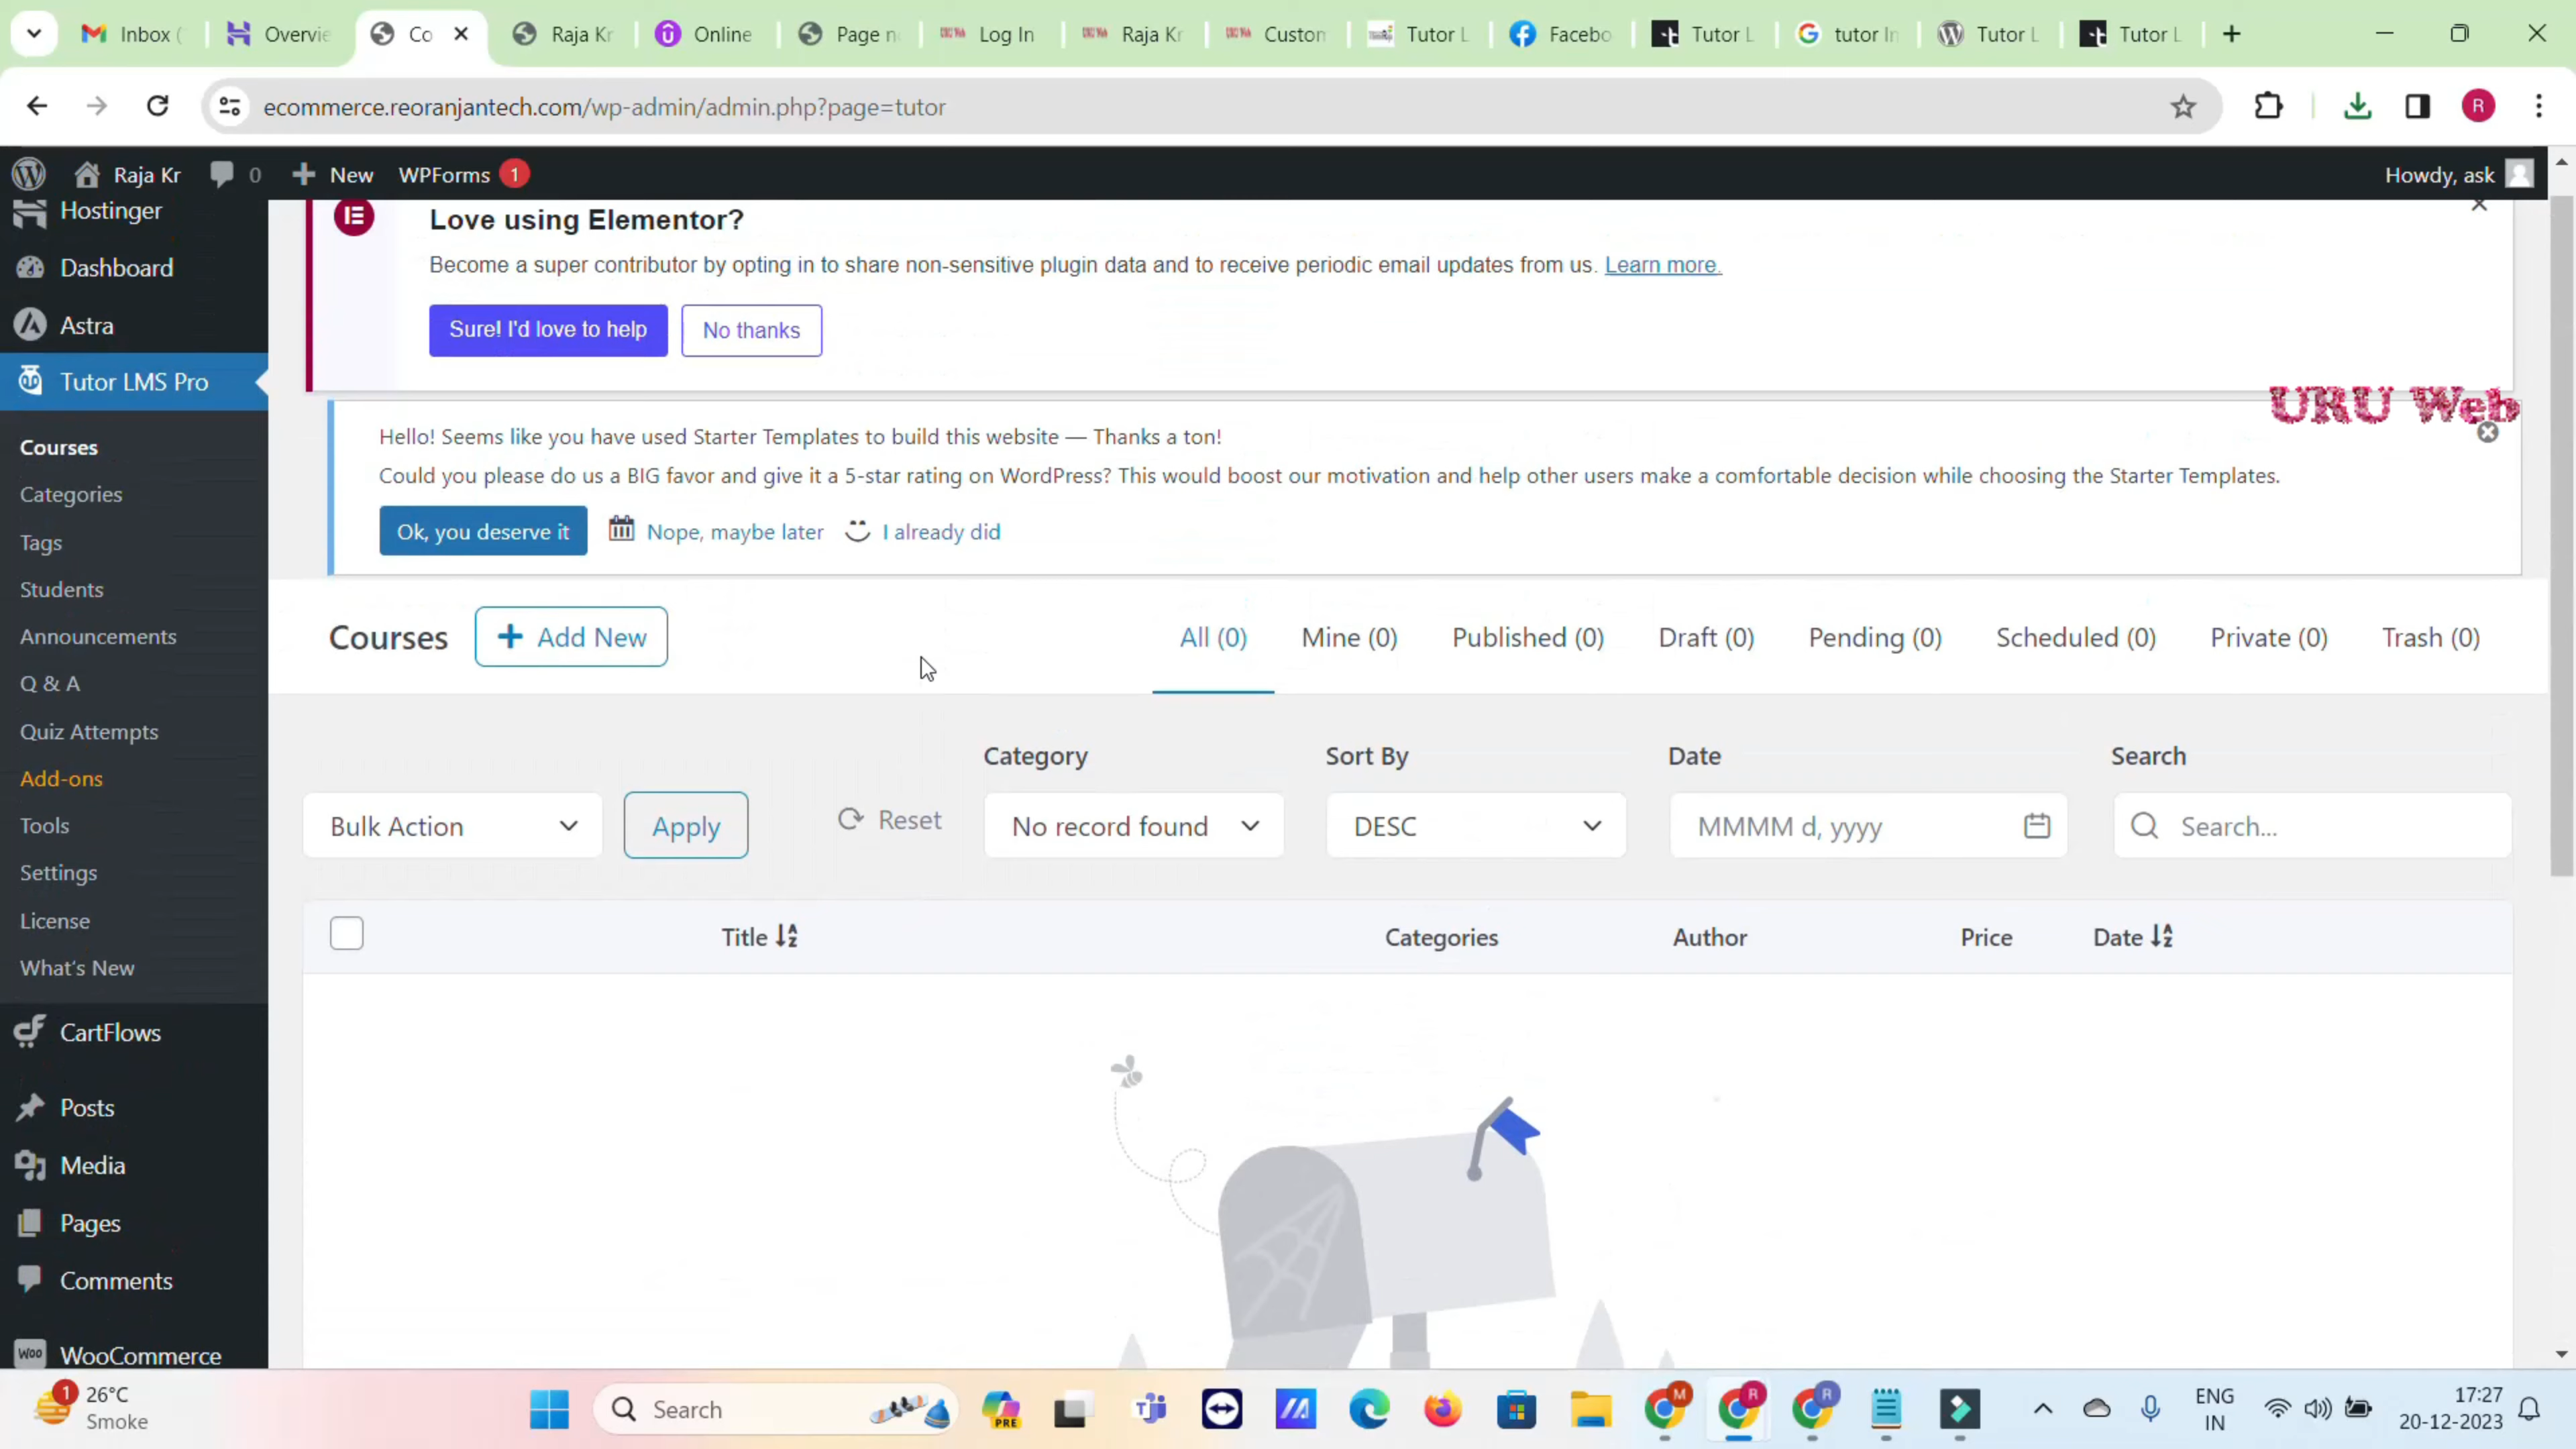 Inbox (
Overvie
Co
Raja Kr
Online
Page n
Log In
Raja Kr
Custom
Tutor L
Facebo
Tutor L
tutor ln
Tutor L
Tutor L
ecommerce.reoranjantech.com/wp-admin/admin.php?page=tutor
R
Raja Kr
0
New
WPForms 1
Howdy, ask
Hostinger
Dashboard
Astra
Tutor LMS Pro
Courses
Categories
Tags
Students
Announcements
Q & A
Quiz Attempts
Add-ons
Tools
Settings
License
What's New
CartFlows
Posts
Media
Pages
Comments
WooCommerce
Love using Elementor?
Become a super contributor by opting in to share non-sensitive plugin data and to receive periodic email updates from us. Learn more.
Sure! I'd love to help
No thanks
URU Web
Hello! Seems like you have used Starter Templates to build this website — Thanks a ton!
Could you please do us a BIG favor and give it a 5-star rating on WordPress? This would boost our motivation and help other users make a comfortable decision while choosing the Starter Templates.
Ok, you deserve it
Nope, maybe later
I already did
Courses
+ Add New
All (0)
Mine (0)
Published (0)
Draft (0)
Pending (0)
Scheduled (0)
Private (0)
Trash (0)
Category
Sort By
Date
Search
Bulk Action
Apply
Reset
No record found
DESC
MMMM d, yyyy
Search...
Title
Categories
Author
Price
Date
1
26°C
Smoke
Search
PRE
M
R
R
ENG
IN
17:27
20-12-2023